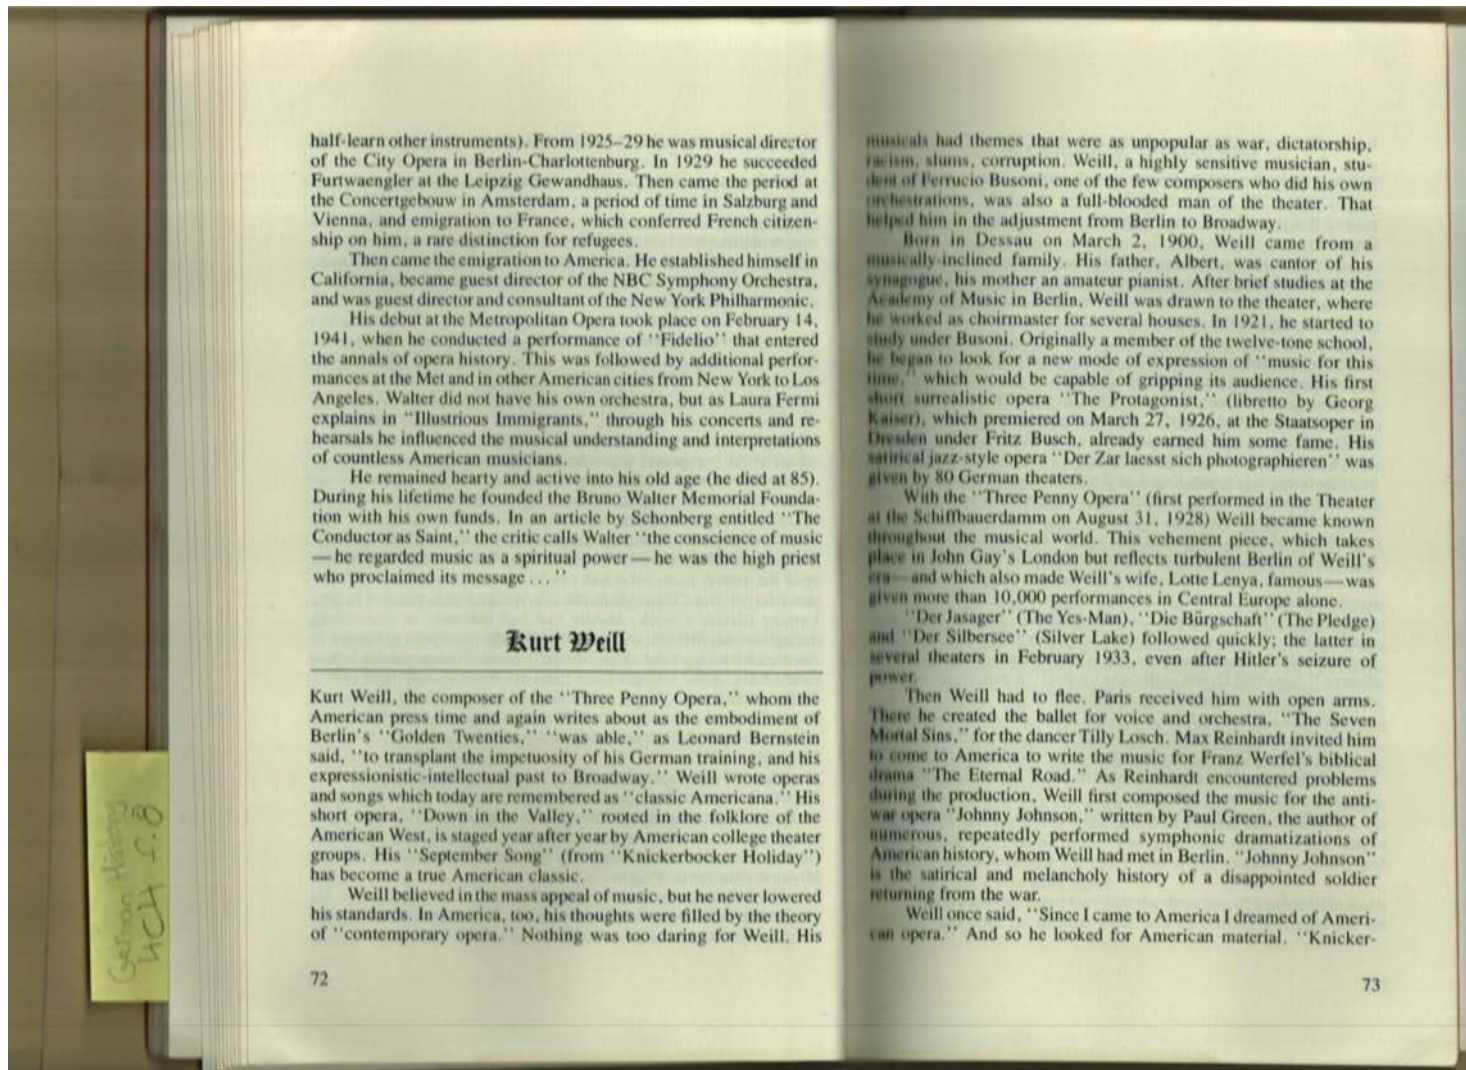 half-learn other instruments). From 1925–29 he was musical director
of the City Opera in Berlin-Charlottenburg. In 1929 he succeeded
Furtwaengler at the Leipzig Gewandhaus. Then came the period at
the Concertgebouw in Amsterdam, a period of time in Salzburg and
Vienna, and emigration to France, which conferred French citizen-
ship on him, a rare distinction for refugees.
Then came the emigration to America. He established himself in
California, became guest director of the NBC Symphony Orchestra,
and was guest director and consultant of the New York Philharmonic.
His debut at the Metropolitan Opera took place on February 14,
1941, when he conducted a performance of ''Fidelio'' that entered
the annals of opera history. This was followed by additional perfor-
mances at the Met and in other American cities from New York to Los
Angeles. Walter did not have his own orchestra, but as Laura Fermi
explains in ''Illustrious Immigrants,'' through his concerts and re-
hearsals he influenced the musical understanding and interpretations
of countless American musicians.
He remained hearty and active into his old age (he died at 85).
During his lifetime he founded the Bruno Walter Memorial Founda-
tion with his own funds. In an article by Schonberg entitled ''The
Conductor as Saint,'' the critic calls Walter ''the conscience of music
—he regarded music as a spiritual power—he was the high priest
who proclaimed its message ...''
Kurt Weill
Kurt Weill, the composer of the ''Three Penny Opera,'' whom the
American press time and again writes about as the embodiment of
Berlin's ''Golden Twenties,'' ''was able,'' as Leonard Bernstein
said, ''to transplant the impetuosity of his German training, and his
expressionistic-intellectual past to Broadway.'' Weill wrote operas
and songs which today are remembered as ''classic Americana.'' His
short opera, ''Down in the Valley,'' rooted in the folklore of the
American West, is staged year after year by American college theater
groups. His ''September Song'' (from ''Knickerbocker Holiday'')
has become a true American classic.
Weill believed in the mass appeal of music, but he never lowered
his standards. In America, too, his thoughts were filled by the theory
of ''contemporary opera.'' Nothing was too daring for Weill. His
72
musicals had themes that were as unpopular as war, dictatorship,
racism, slums, corruption. Weill, a highly sensitive musician, stu-
dent of Ferrucio Busoni, one of the few composers who did his own
orchestrations, was also a full-blooded man of the theater. That
helped him in the adjustment from Berlin to Broadway.
Born in Dessau on March 2, 1900, Weill came from a
musically-inclined family. His father, Albert, was cantor of his
synagogue, his mother an amateur pianist. After brief studies at the
Academy of Music in Berlin, Weill was drawn to the theater, where
he worked as choirmaster for several houses. In 1921, he started to
study under Busoni. Originally a member of the twelve-tone school,
he began to look for a new mode of expression of ''music for this
time,'' which would be capable of gripping its audience. His first
short surrealistic opera ''The Protagonist,'' (libretto by Georg
Kaiser), which premiered on March 27, 1926, at the Staatsoper in
Dresden under Fritz Busch, already earned him some fame. His
satirical jazz-style opera ''Der Zar laesst sich photographieren'' was
given by 80 German theaters.
With the ''Three Penny Opera'' (first performed in the Theater
at the Schiffbauerdamm on August 31, 1928) Weill became known
throughout the musical world. This vehement piece, which takes
place in John Gay's London but reflects turbulent Berlin of Weill's
era—and which also made Weill's wife, Lotte Lenya, famous—was
given more than 10,000 performances in Central Europe alone.
''Der Jasager'' (The Yes-Man), ''Die Bürgschaft'' (The Pledge)
and ''Der Silbersee'' (Silver Lake) followed quickly; the latter in
several theaters in February 1933, even after Hitler's seizure of
power.
Then Weill had to flee. Paris received him with open arms.
There he created the ballet for voice and orchestra, ''The Seven
Mortal Sins,'' for the dancer Tilly Losch. Max Reinhardt invited him
to come to America to write the music for Franz Werfel's biblical
drama ''The Eternal Road.'' As Reinhardt encountered problems
during the production, Weill first composed the music for the anti-
war opera ''Johnny Johnson,'' written by Paul Green, the author of
numerous, repeatedly performed symphonic dramatizations of
American history, whom Weill had met in Berlin. ''Johnny Johnson''
is the satirical and melancholy history of a disappointed soldier
returning from the war.
Weill once said, ''Since I came to America I dreamed of Ameri-
can opera.'' And so he looked for American material. ''Knicker-
73
German History